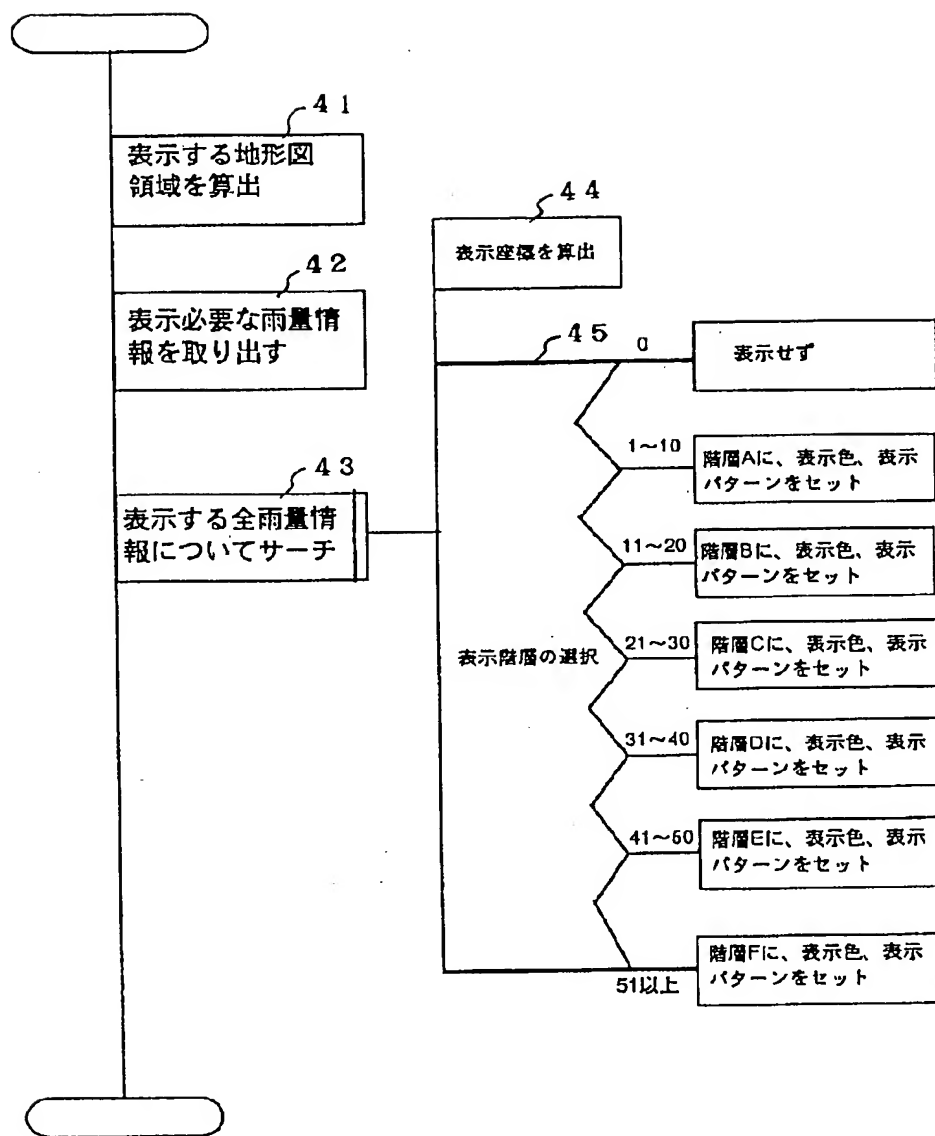 41
表示する地形図
領域を算出
42
表示必要な雨量情
報を取り出す
43
表示する全雨量情
報についてサーチ
44
表示座標を算出
45
0
表示せず
1~10
階層Aに、表示色、表示
パターンをセット
11~20
階層Bに、表示色、表示
パターンをセット
表示階層の選択
21~30
階層Cに、表示色、表示
パターンをセット
31~40
階層Dに、表示色、表示
パターンをセット
41~50
階層Eに、表示色、表示
パターンをセット
51以上
階層Fに、表示色、表示
パターンをセット